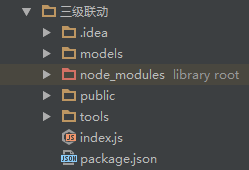 三级联动
.idea
models
node_modules library root
public
tools
index.js
package.json